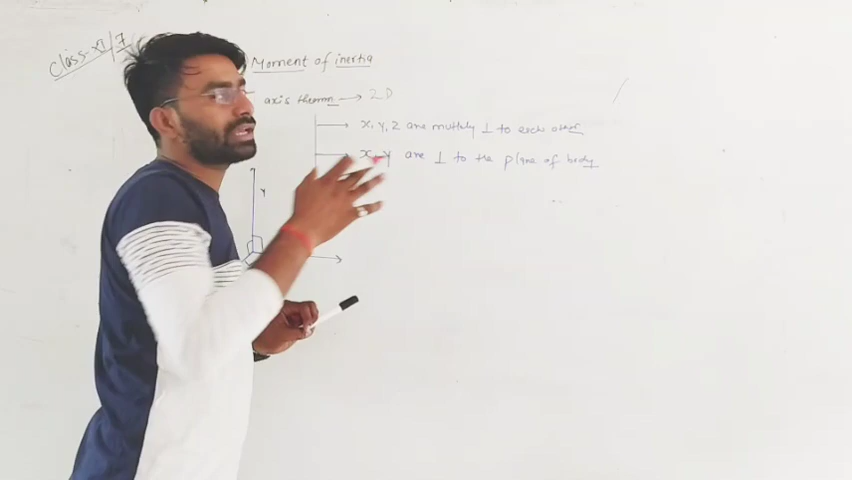 Class-XI/7
Moment of inertia
axis theorem → 2D
→ X, Y, Z are muttely ⊥ to each other
→ X, Y are ⊥ to the plane of body
Y